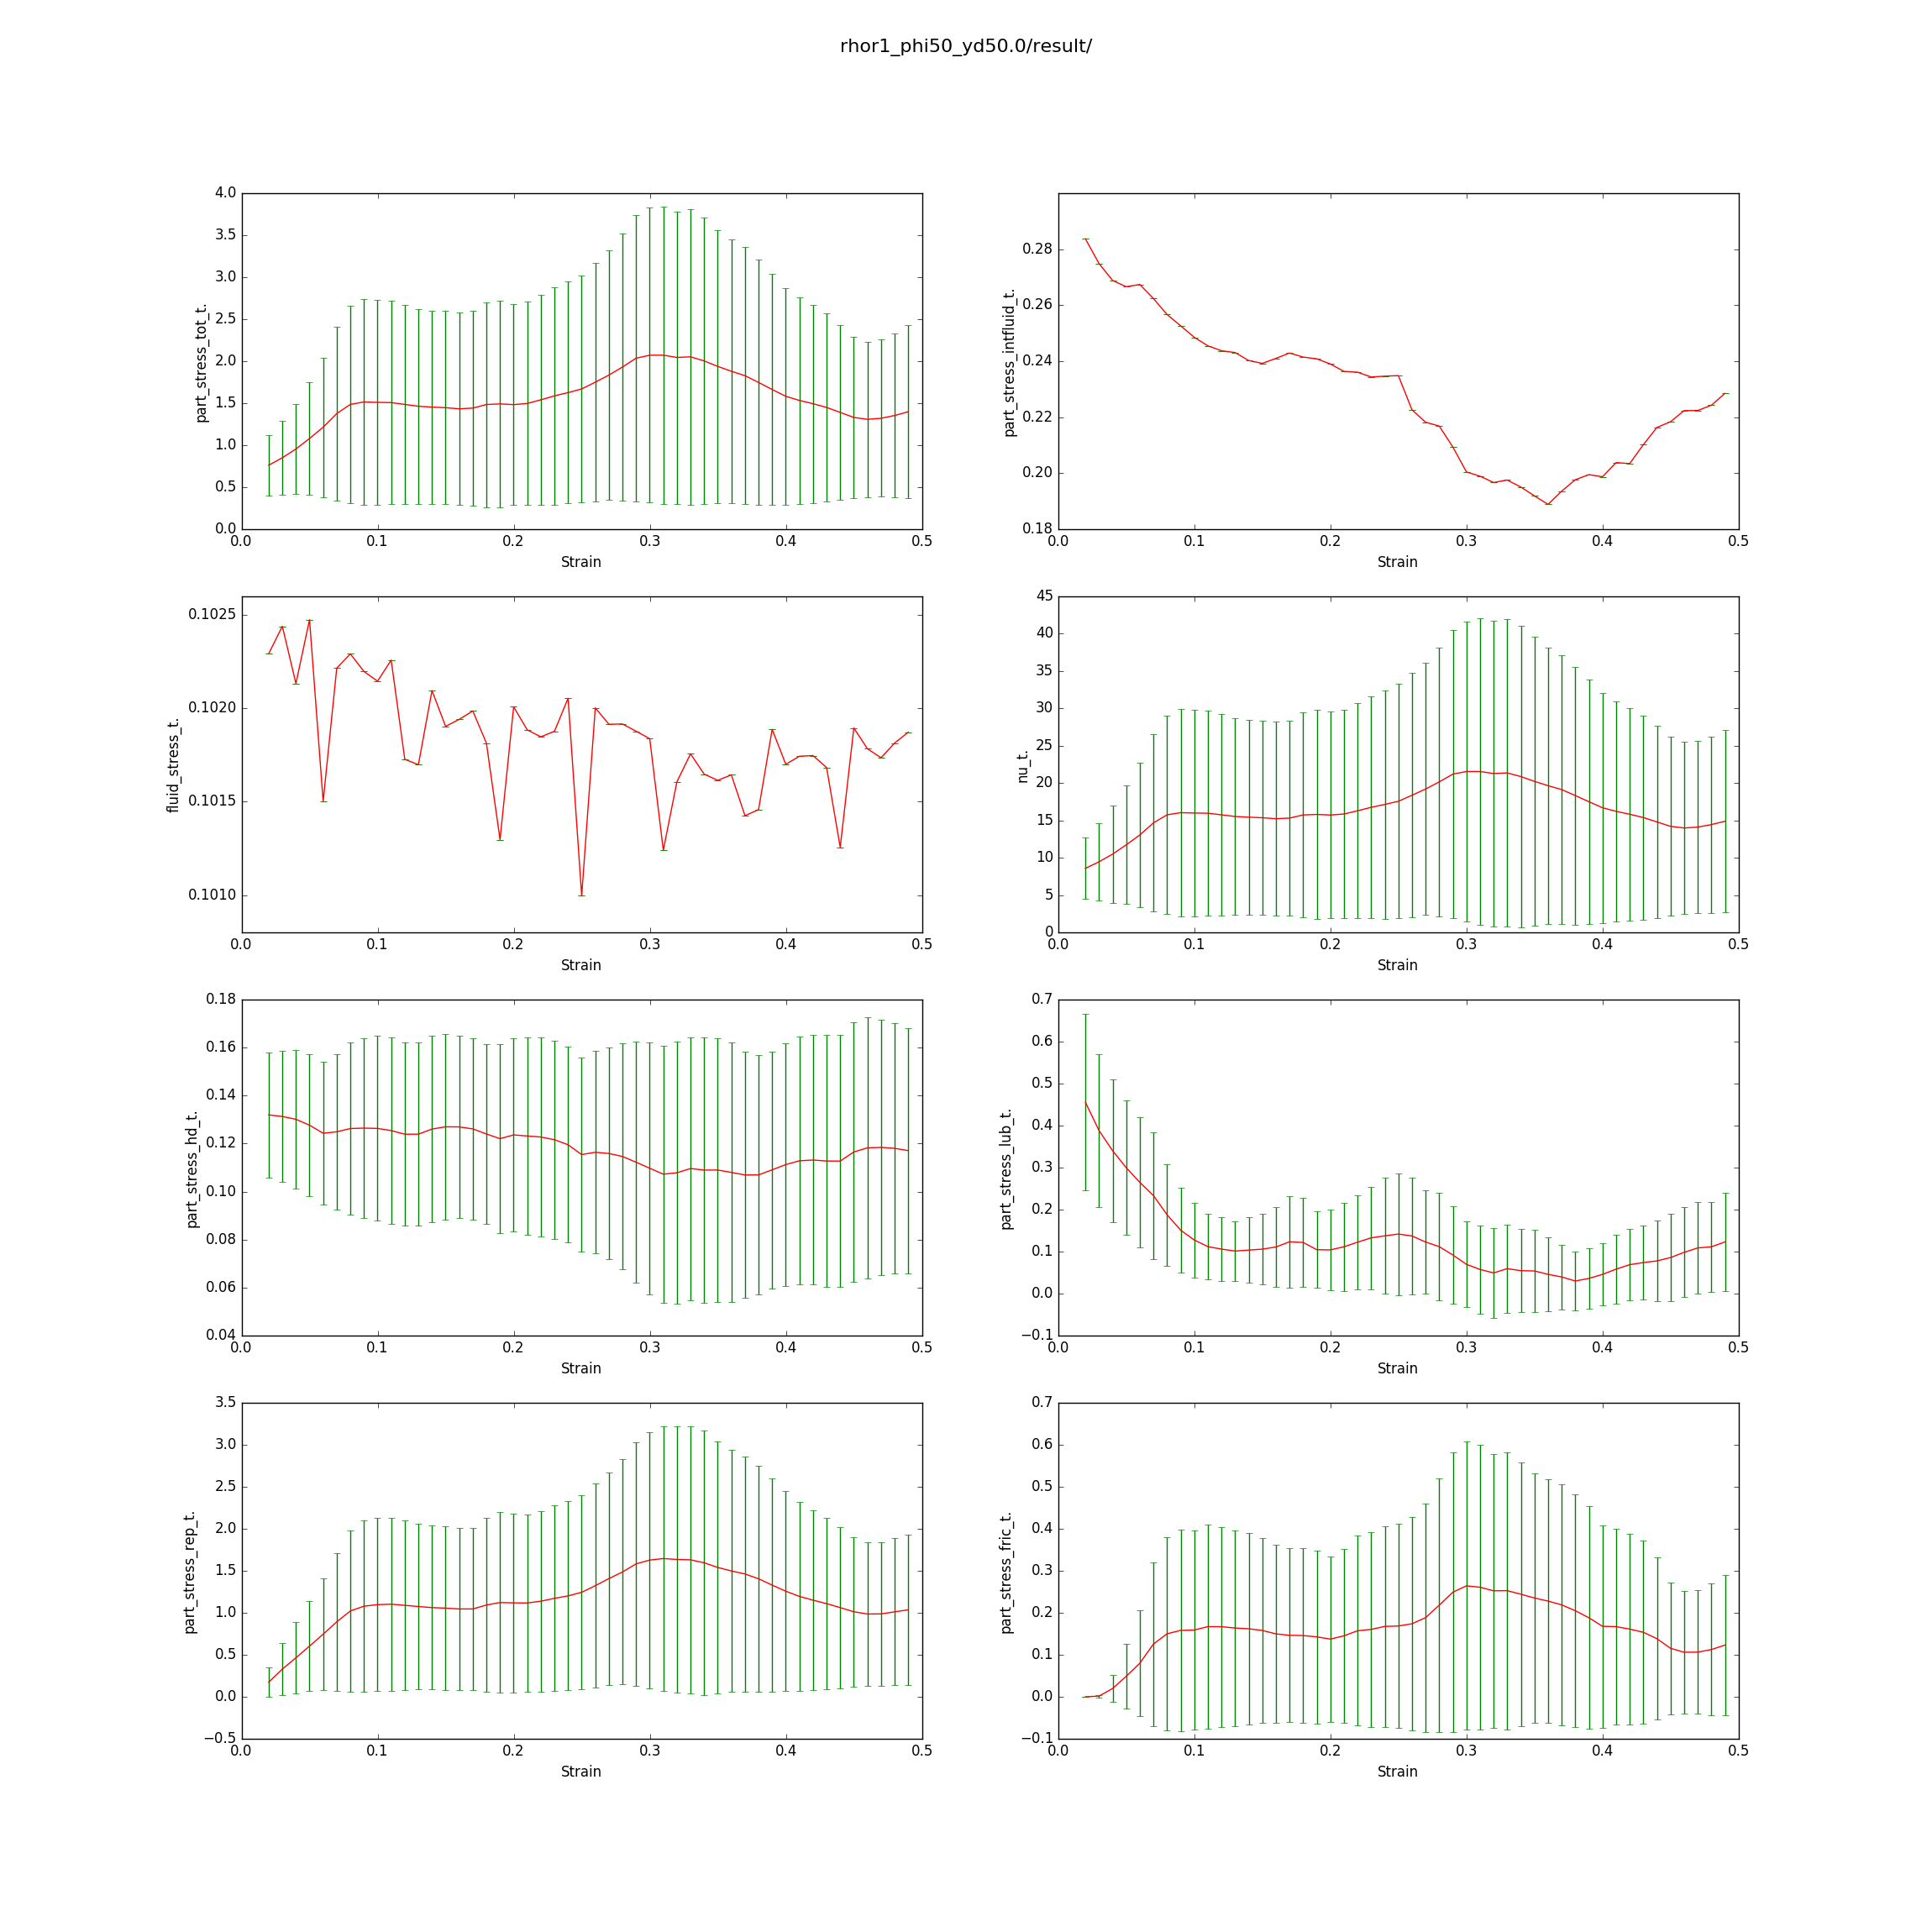 rhor1_phi50_yd50.0/result/
4.0
3.5
3.0
2.5
2.0
1.5
1.0
0.5
0.0
part_stress_tot_t.
0.0 0.1 0.2 0.3 0.4 0.5
Strain
0.28
0.26
0.24
0.22
0.20
0.18
part_stress_intfluid_t.
0.0 0.1 0.2 0.3 0.4 0.5
Strain
0.1025
0.1020
0.1015
0.1010
fluid_stress_t.
0.0 0.1 0.2 0.3 0.4 0.5
Strain
45
40
35
30
25
20
15
10
5
0
nu_t.
0.0 0.1 0.2 0.3 0.4 0.5
Strain
0.18
0.16
0.14
0.12
0.10
0.08
0.06
0.04
part_stress_hd_t.
0.0 0.1 0.2 0.3 0.4 0.5
Strain
0.7
0.6
0.5
0.4
0.3
0.2
0.1
0.0
−0.1
part_stress_lub_t.
0.0 0.1 0.2 0.3 0.4 0.5
Strain
3.5
3.0
2.5
2.0
1.5
1.0
0.5
0.0
−0.5
part_stress_rep_t.
0.0 0.1 0.2 0.3 0.4 0.5
Strain
0.7
0.6
0.5
0.4
0.3
0.2
0.1
0.0
−0.1
part_stress_fric_t.
0.0 0.1 0.2 0.3 0.4 0.5
Strain